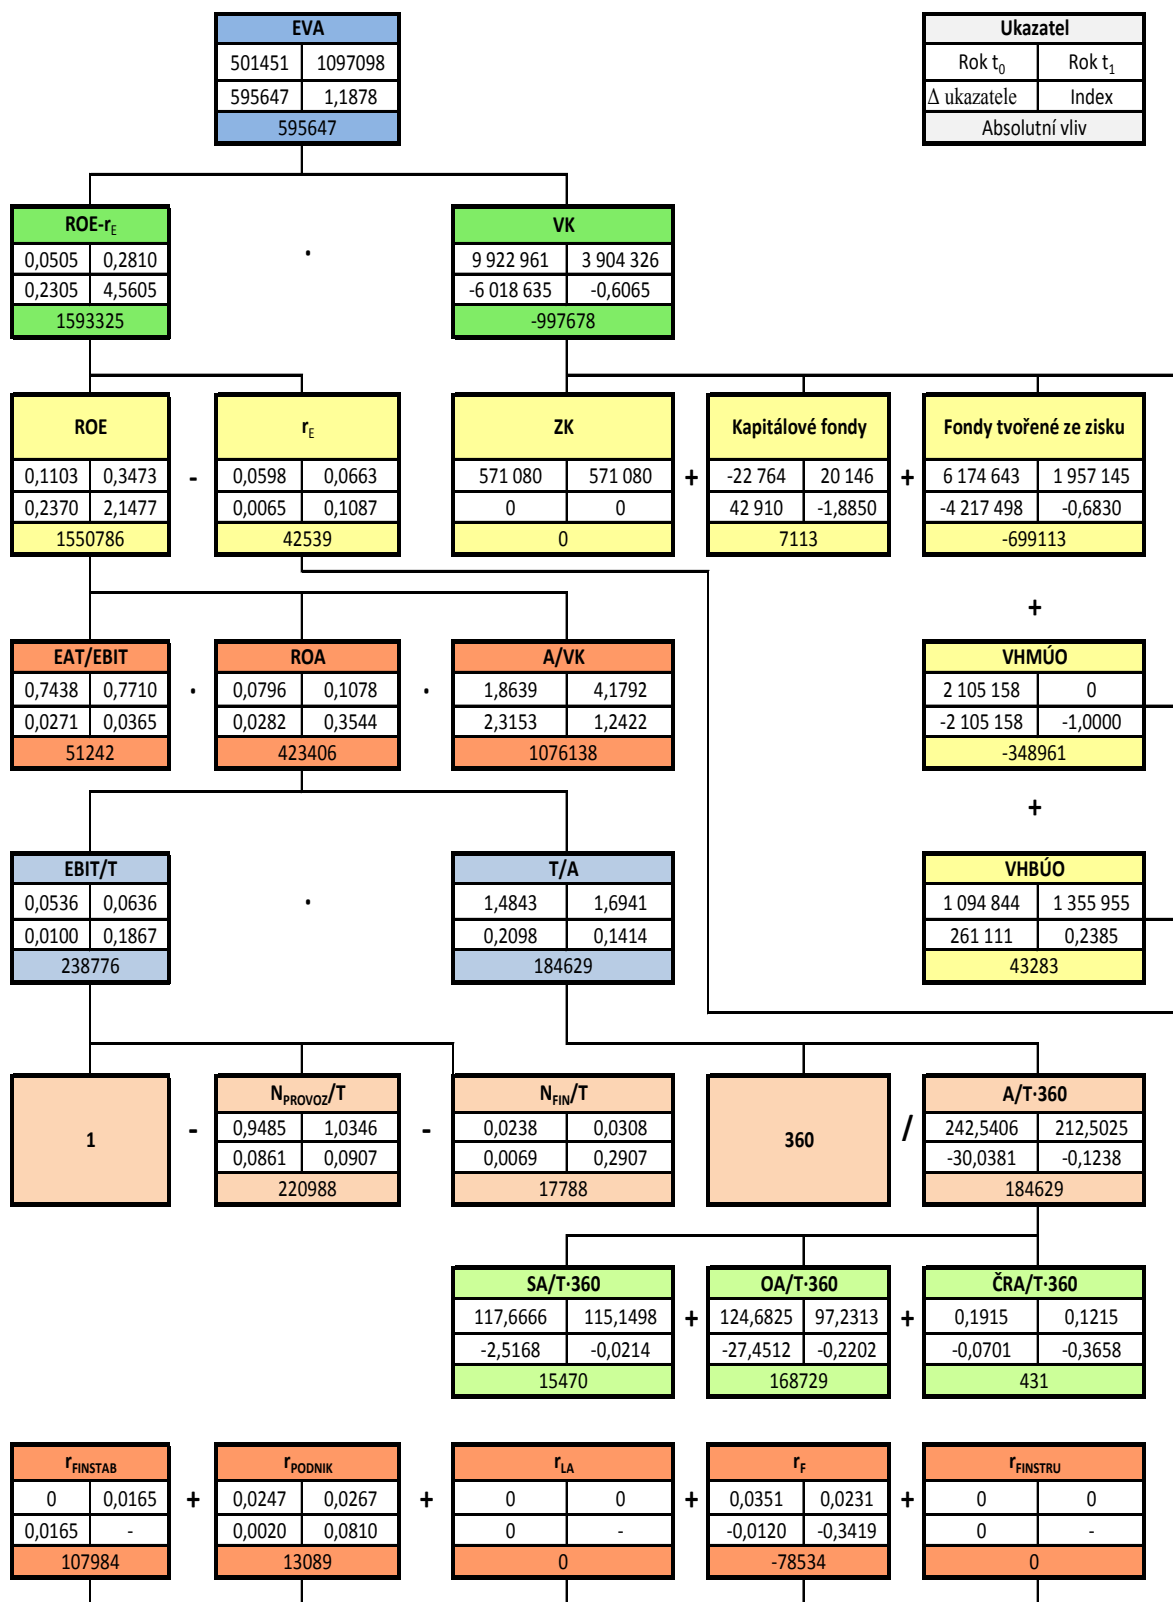 EVA
501451 1097098
595647 1,1878
595647
Ukazatel
Rok t₀ Rok t₁
Δ ukazatele Index
Absolutní vliv
ROE-rE
0,0505 0,2810
0,2305 4,5605
1593325
·
VK
9 922 961 3 904 326
-6 018 635 -0,6065
-997678
ROE
0,1103 0,3473
0,2370 2,1477
1550786
-
rE
0,0598 0,0663
0,0065 0,1087
42539
ZK
571 080 571 080
0 0
0
+
Kapitálové fondy
-22 764 20 146
42 910 -1,8850
7113
+
Fondy tvořené ze zisku
6 174 643 1 957 145
-4 217 498 -0,6830
-699113
+
EAT/EBIT
0,7438 0,7710
0,0271 0,0365
51242
·
ROA
0,0796 0,1078
0,0282 0,3544
423406
·
A/VK
1,8639 4,1792
2,3153 1,2422
1076138
VHMÚO
2 105 158 0
-2 105 158 -1,0000
-348961
+
EBIT/T
0,0536 0,0636
0,0100 0,1867
238776
·
T/A
1,4843 1,6941
0,2098 0,1414
184629
VHBÚO
1 094 844 1 355 955
261 111 0,2385
43283
1
-
NPROVOZ/T
0,9485 1,0346
0,0861 0,0907
220988
-
NFIN/T
0,0238 0,0308
0,0069 0,2907
17788
360
/
A/T·360
242,5406 212,5025
-30,0381 -0,1238
184629
SA/T·360
117,6666 115,1498
-2,5168 -0,0214
15470
+
OA/T·360
124,6825 97,2313
-27,4512 -0,2202
168729
+
ČRA/T·360
0,1915 0,1215
-0,0701 -0,3658
431
rFINSTAB
0 0,0165
0,0165 -
107984
+
rPODNIK
0,0247 0,0267
0,0020 0,0810
13089
+
rLA
0 0
0 -
0
+
rF
0,0351 0,0231
-0,0120 -0,3419
-78534
+
rFINSTRU
0 0
0 -
0